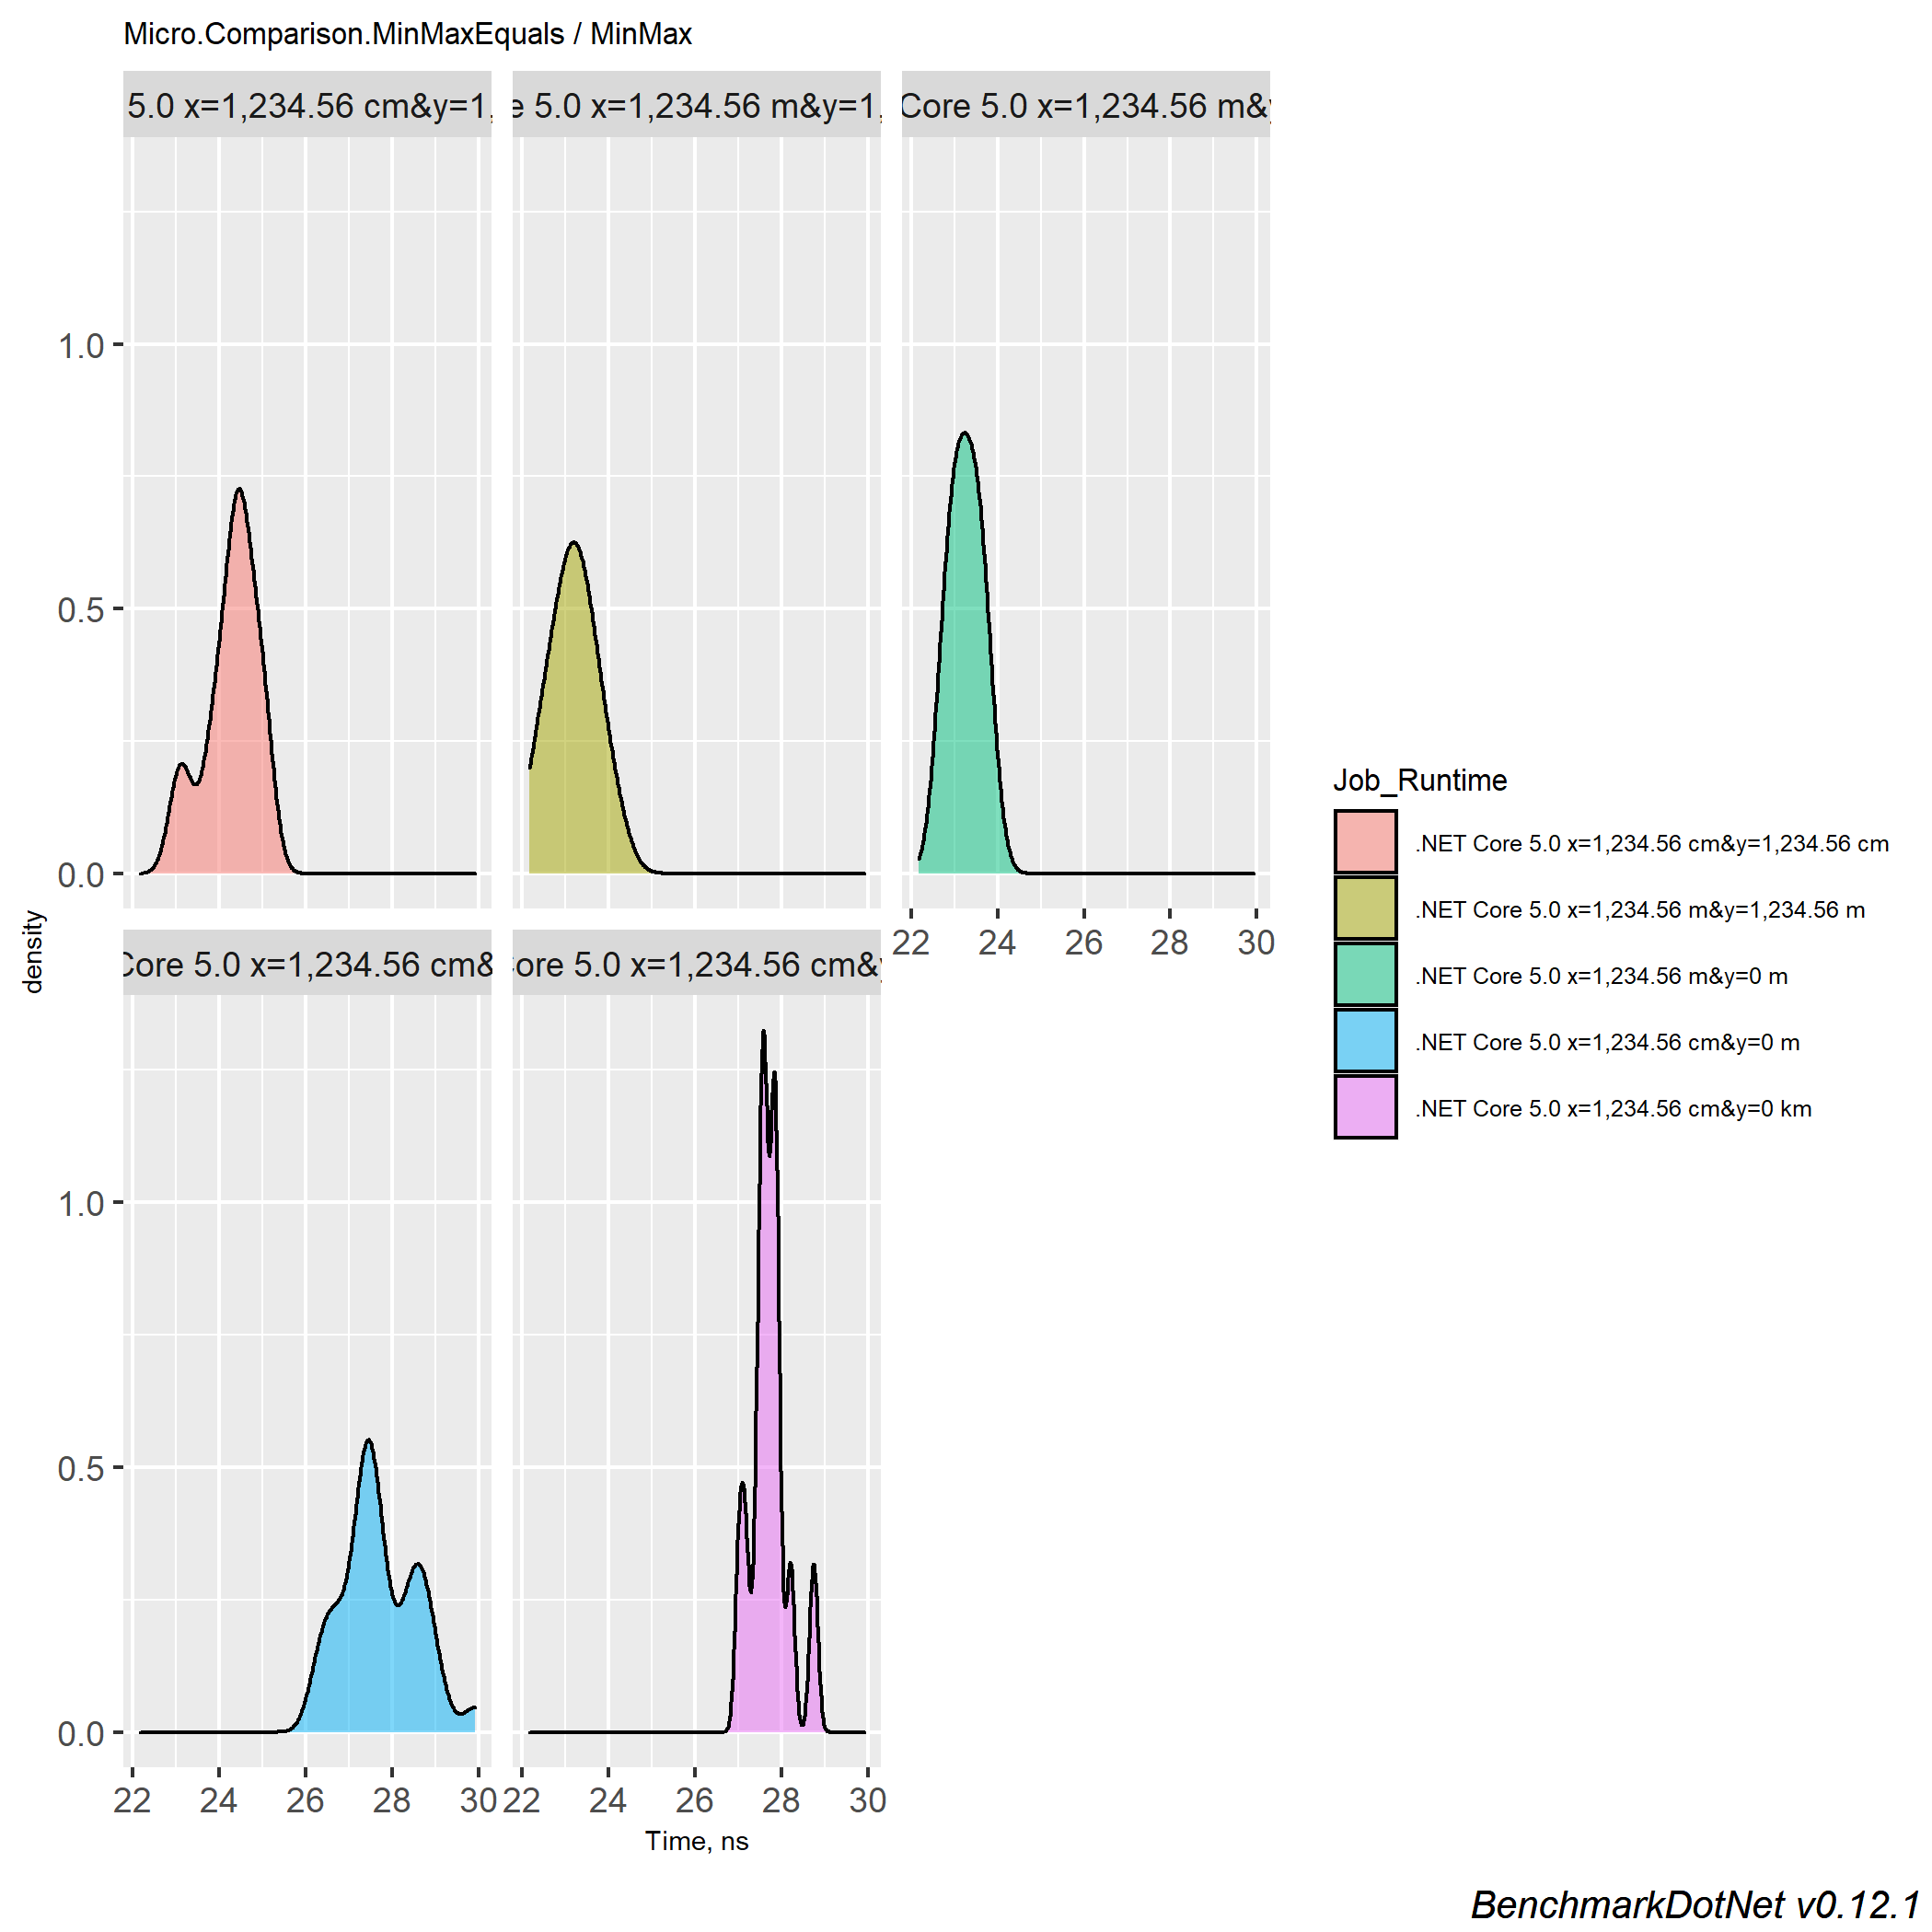 Micro.Comparison.MinMaxEquals / MinMax
5.0 x=1,234.56 cm&y=1,
e 5.0 x=1,234.56 m&y=1,
Core 5.0 x=1,234.56 m&y
1.0
0.5
0.0
22 24 26 28 30
Core 5.0 x=1,234.56 cm&
Core 5.0 x=1,234.56 cm&y
1.0
0.5
0.0
22 24 26 28 30
22 24 26 28 30
density
Time, ns
Job_Runtime
.NET Core 5.0 x=1,234.56 cm&y=1,234.56 cm
.NET Core 5.0 x=1,234.56 m&y=1,234.56 m
.NET Core 5.0 x=1,234.56 m&y=0 m
.NET Core 5.0 x=1,234.56 cm&y=0 m
.NET Core 5.0 x=1,234.56 cm&y=0 km
BenchmarkDotNet v0.12.1